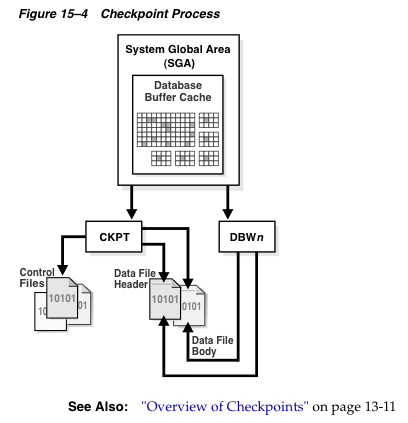 Figure 15–4 Checkpoint Process
System Global Area
(SGA)
Database
Buffer Cache
CKPT
DBWn
Control
Files
Data File
Header
10101
10
01
10101
0101
Data File
Body
See Also: "Overview of Checkpoints" on page 13-11